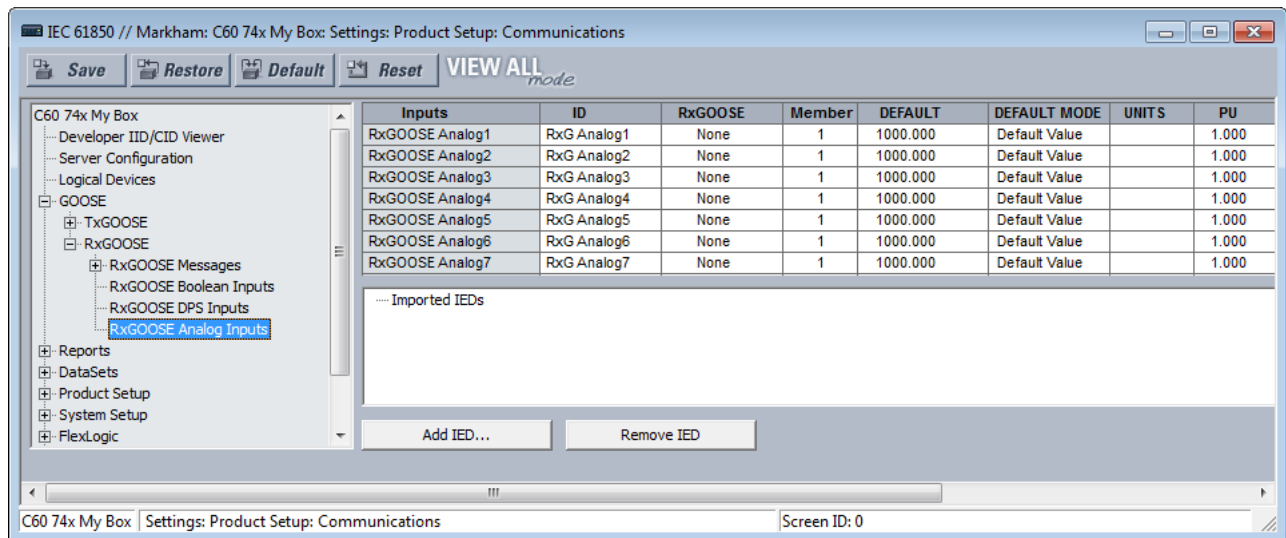 IEC 61850 // Markham: C60 74x My Box: Settings: Product Setup: Communications
Save Restore Default Reset VIEW ALL mode
C60 74x My Box
Developer IID/CID Viewer
Server Configuration
Logical Devices
GOOSE
TxGOOSE
RxGOOSE
RxGOOSE Messages
RxGOOSE Boolean Inputs
RxGOOSE DPS Inputs
RxGOOSE Analog Inputs
Reports
DataSets
Product Setup
System Setup
FlexLogic
Inputs ID RxGOOSE Member DEFAULT DEFAULT MODE UNITS PU
RxGOOSE Analog1 RxG Analog1 None 1 1000.000 Default Value 1.000
RxGOOSE Analog2 RxG Analog2 None 1 1000.000 Default Value 1.000
RxGOOSE Analog3 RxG Analog3 None 1 1000.000 Default Value 1.000
RxGOOSE Analog4 RxG Analog4 None 1 1000.000 Default Value 1.000
RxGOOSE Analog5 RxG Analog5 None 1 1000.000 Default Value 1.000
RxGOOSE Analog6 RxG Analog6 None 1 1000.000 Default Value 1.000
RxGOOSE Analog7 RxG Analog7 None 1 1000.000 Default Value 1.000
Imported IEDs
Add IED... Remove IED
C60 74x My Box Settings: Product Setup: Communications Screen ID: 0